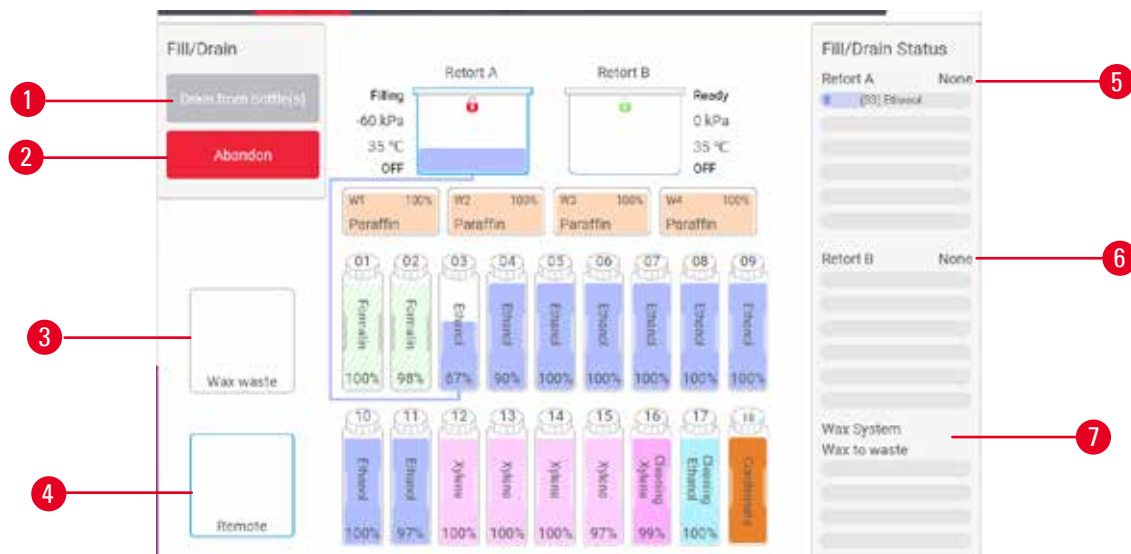 Fill/Drain
Drain from bottle(s)
Abandon
Wax waste
Remote
Retort A
Retort B
Filling
-60 kPa
35 °C
OFF
Ready
0 kPa
35 °C
OFF
W1 100%
Paraffin
W2 100%
Paraffin
W3 100%
Paraffin
W4 100%
Paraffin
01 02 03 04 05 06 07 08 09
Formalin Formalin Ethanol Ethanol Ethanol Ethanol Ethanol Ethanol Ethanol
100% 98% 67% 90% 100% 100% 100% 100% 100%
10 11 12 13 14 15 16 17 18
Ethanol Ethanol Xylene Xylene Xylene Xylene Cleaning Xylene Cleaning Ethanol Condensate
100% 97% 100% 100% 100% 97% 99% 100%
Fill/Drain Status
Retort A None
(S3) Ethanol
Retort B None
Wax System
Wax to waste
1
2
3
4
5
6
7